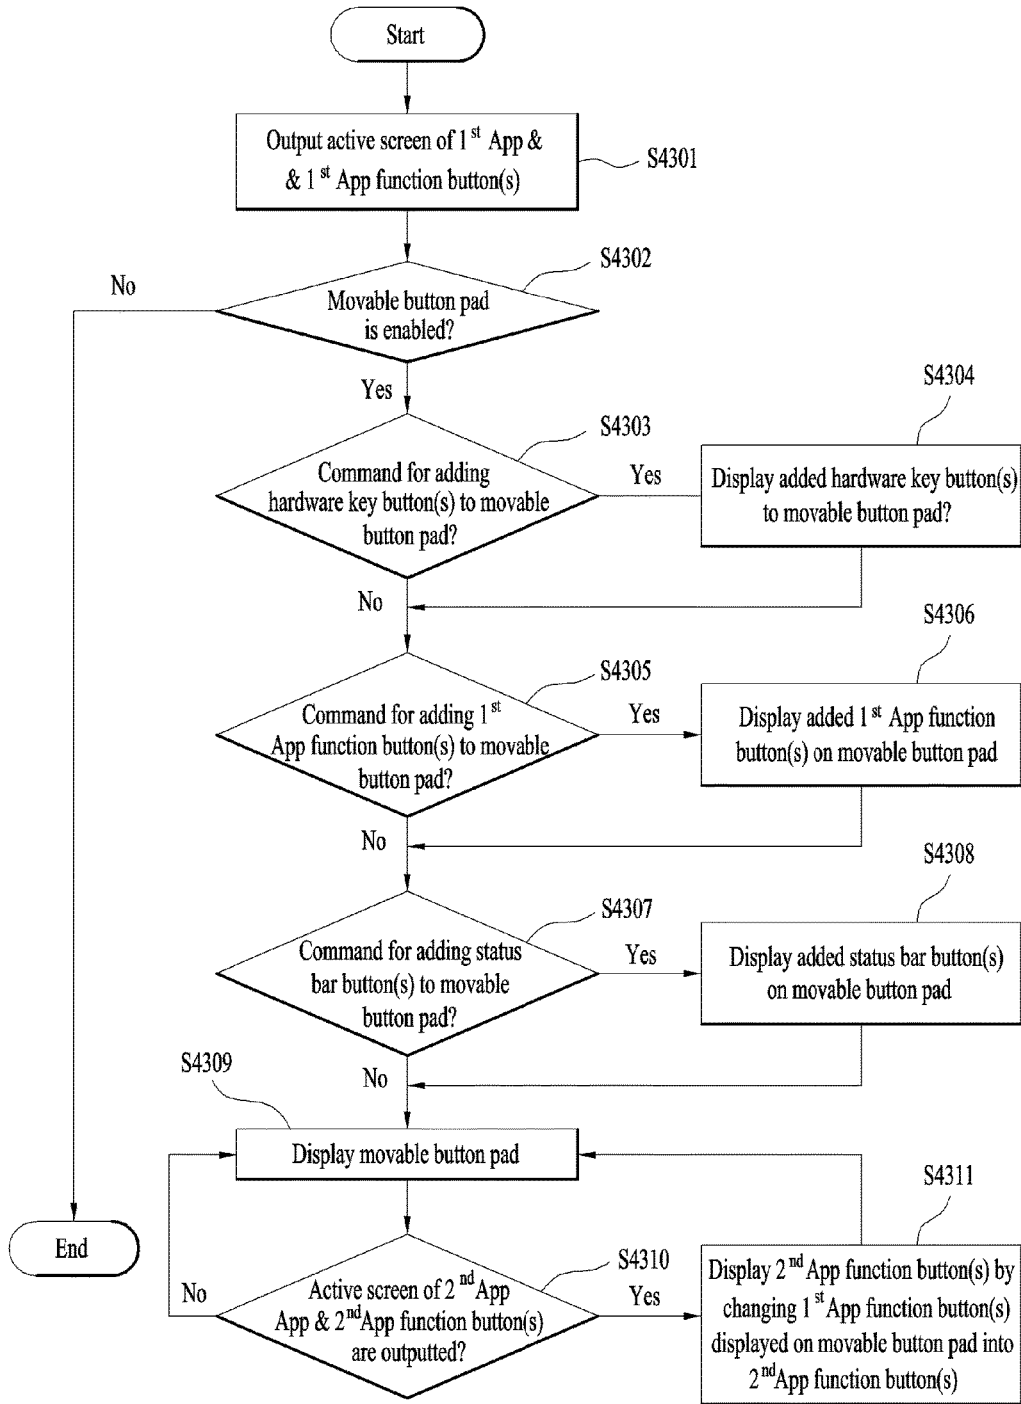 Start
Output active screen of 1st App &
& 1st App function button(s)
S4301
S4302
No
Movable button pad
is enabled?
Yes
S4303
Command for adding
hardware key button(s) to movable
button pad?
Yes
S4304
Display added hardware key button(s)
to movable button pad?
No
S4305
Command for adding 1st
App function button(s) to movable
button pad?
Yes
S4306
Display added 1st App function
button(s) on movable button pad
No
S4307
Command for adding status
bar button(s) to movable
button pad?
Yes
S4308
Display added status bar button(s)
on movable button pad
No
S4309
Display movable button pad
End
S4310
Active screen of 2nd App
App & 2nd App function button(s)
are outputted?
No
Yes
S4311
Display 2nd App function button(s) by
changing 1st App function button(s)
displayed on movable button pad into
2nd App function button(s)